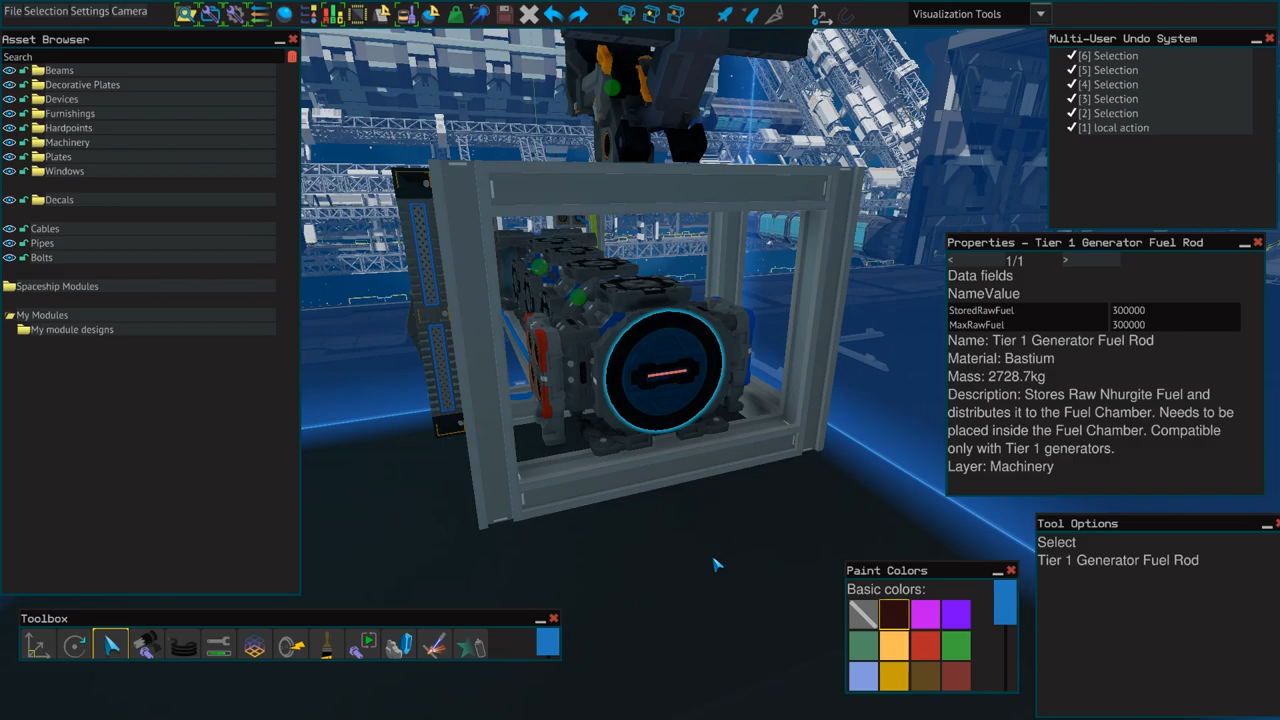 File Selection Settings Camera
Visualization Tools
Asset Browser
Search
Beams
Decorative Plates
Devices
Furnishings
Hardpoints
Machinery
Plates
Windows
Decals
Cables
Pipes
Bolts
Spaceship Modules
My Modules
My module designs
Multi-User Undo System
[6] Selection
[5] Selection
[4] Selection
[3] Selection
[2] Selection
[1] local action
Properties - Tier 1 Generator Fuel Rod
< 1/1 >
Data fields
NameValue
StoredRawFuel 300000
MaxRawFuel 300000
Name: Tier 1 Generator Fuel Rod
Material: Bastium
Mass: 2728.7kg
Description: Stores Raw Nhurgite Fuel and
distributes it to the Fuel Chamber. Needs to be
placed inside the Fuel Chamber. Compatible
only with Tier 1 generators.
Layer: Machinery
Tool Options
Select
Tier 1 Generator Fuel Rod
Paint Colors
Basic colors:
Toolbox